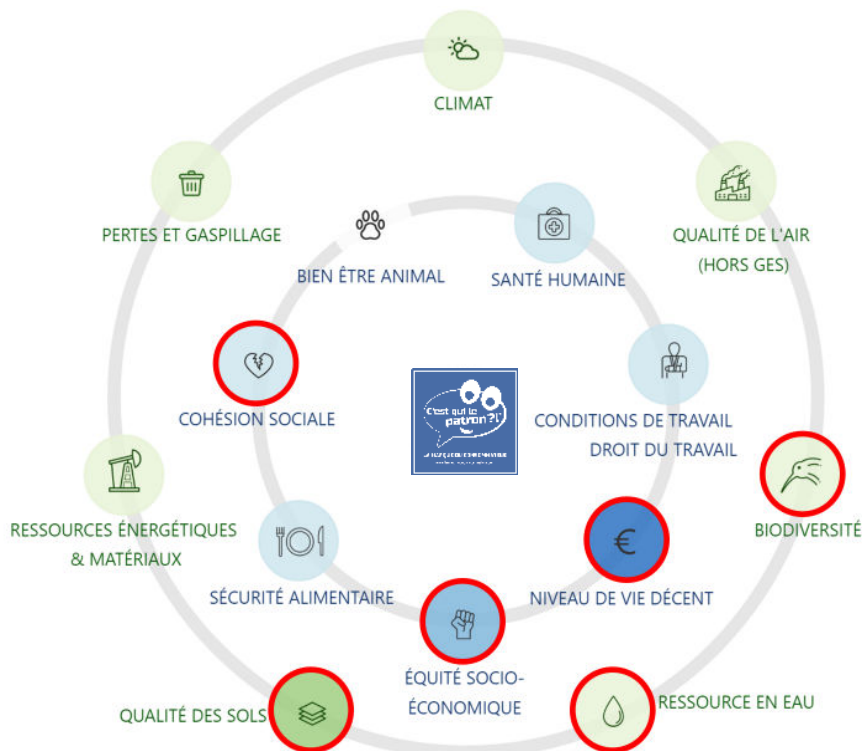 CLIMAT
PERTES ET GASPILLAGE
QUALITÉ DE L'AIR
(HORS GES)
BIEN ÊTRE ANIMAL
SANTÉ HUMAINE
COHÉSION SOCIALE
C'est qui le
patron?!
CONDITIONS DE TRAVAIL
DROIT DU TRAVAIL
RESSOURCES ÉNERGÉTIQUES
& MATÉRIAUX
BIODIVERSITÉ
SÉCURITÉ ALIMENTAIRE
€
NIVEAU DE VIE DÉCENT
ÉQUITÉ SOCIO-
ÉCONOMIQUE
QUALITÉ DES SOLS
RESSOURCE EN EAU